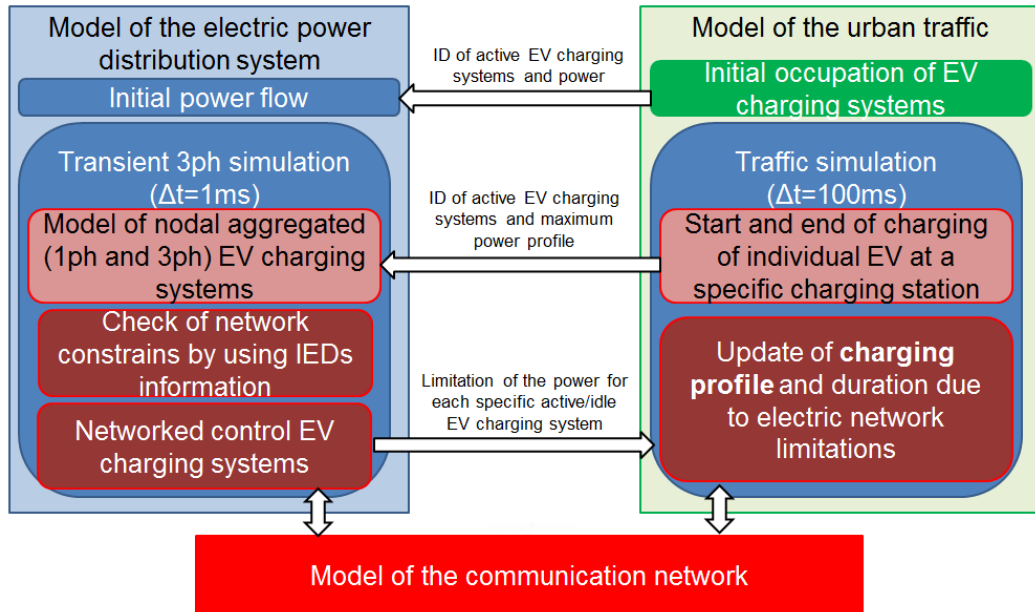 Model of the electric power
distribution system
Initial power flow
Transient 3ph simulation
(Δt=1ms)
Model of nodal aggregated
(1ph and 3ph) EV charging
systems
Check of network
constrains by using IEDs
information
Networked control EV
charging systems
ID of active EV charging
systems and power
ID of active EV charging
systems and maximum
power profile
Limitation of the power for
each specific active/idle
EV charging system
Model of the urban traffic
Initial occupation of EV
charging systems
Traffic simulation
(Δt=100ms)
Start and end of charging
of individual EV at a
specific charging station
Update of charging
profile and duration due
to electric network
limitations
Model of the communication network